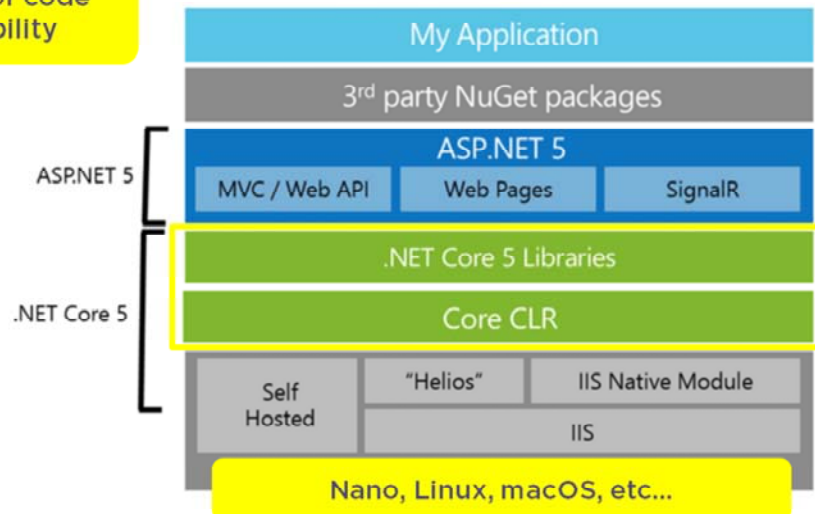 bility
My Application
3rd party NuGet packages
ASP.NET 5
ASP.NET 5
MVC / Web API
Web Pages
SignalR
.NET Core 5 Libraries
.NET Core 5
Core CLR
Self
Hosted
"Helios"
IIS Native Module
IIS
Nano, Linux, macOS, etc...